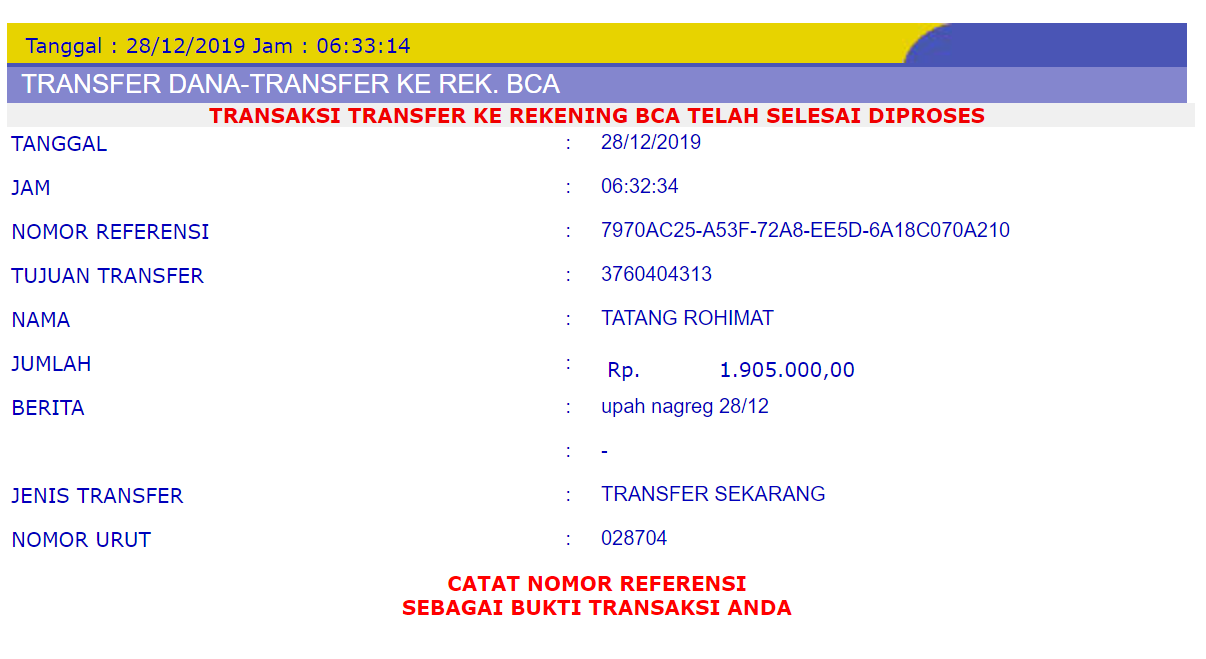 Tanggal : 28/12/2019 Jam : 06:33:14
TRANSFER DANA-TRANSFER KE REK. BCA
TRANSAKSI TRANSFER KE REKENING BCA TELAH SELESAI DIPROSES
TANGGAL : 28/12/2019
JAM : 06:32:34
NOMOR REFERENSI : 7970AC25-A53F-72A8-EE5D-6A18C070A210
TUJUAN TRANSFER : 3760404313
NAMA : TATANG ROHIMAT
JUMLAH : Rp. 1.905.000,00
BERITA : upah nagreg 28/12
: -
JENIS TRANSFER : TRANSFER SEKARANG
NOMOR URUT : 028704
CATAT NOMOR REFERENSI
SEBAGAI BUKTI TRANSAKSI ANDA